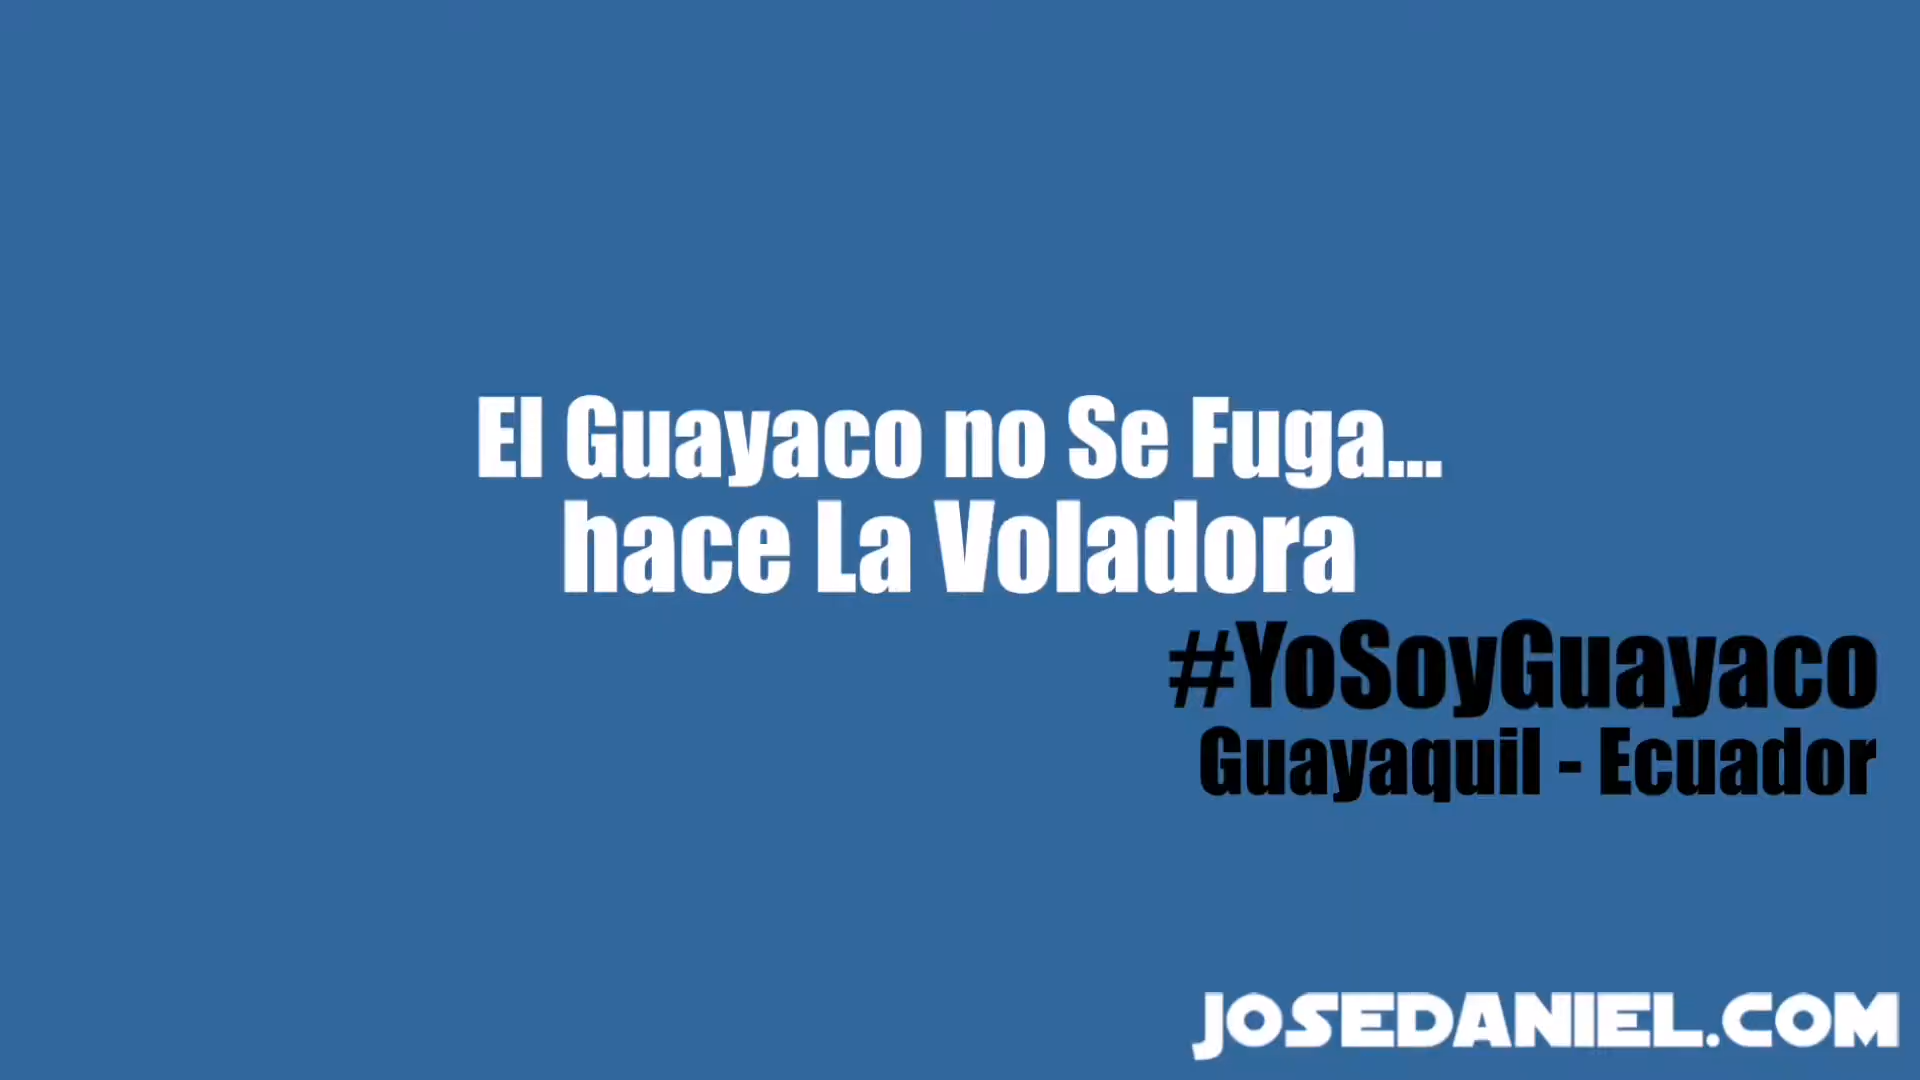 El Guayaco no Se Fuga...
hace La Voladora
#YoSoyGuayaco
Guayaquil - Ecuador
JOSEDANIEL.COM